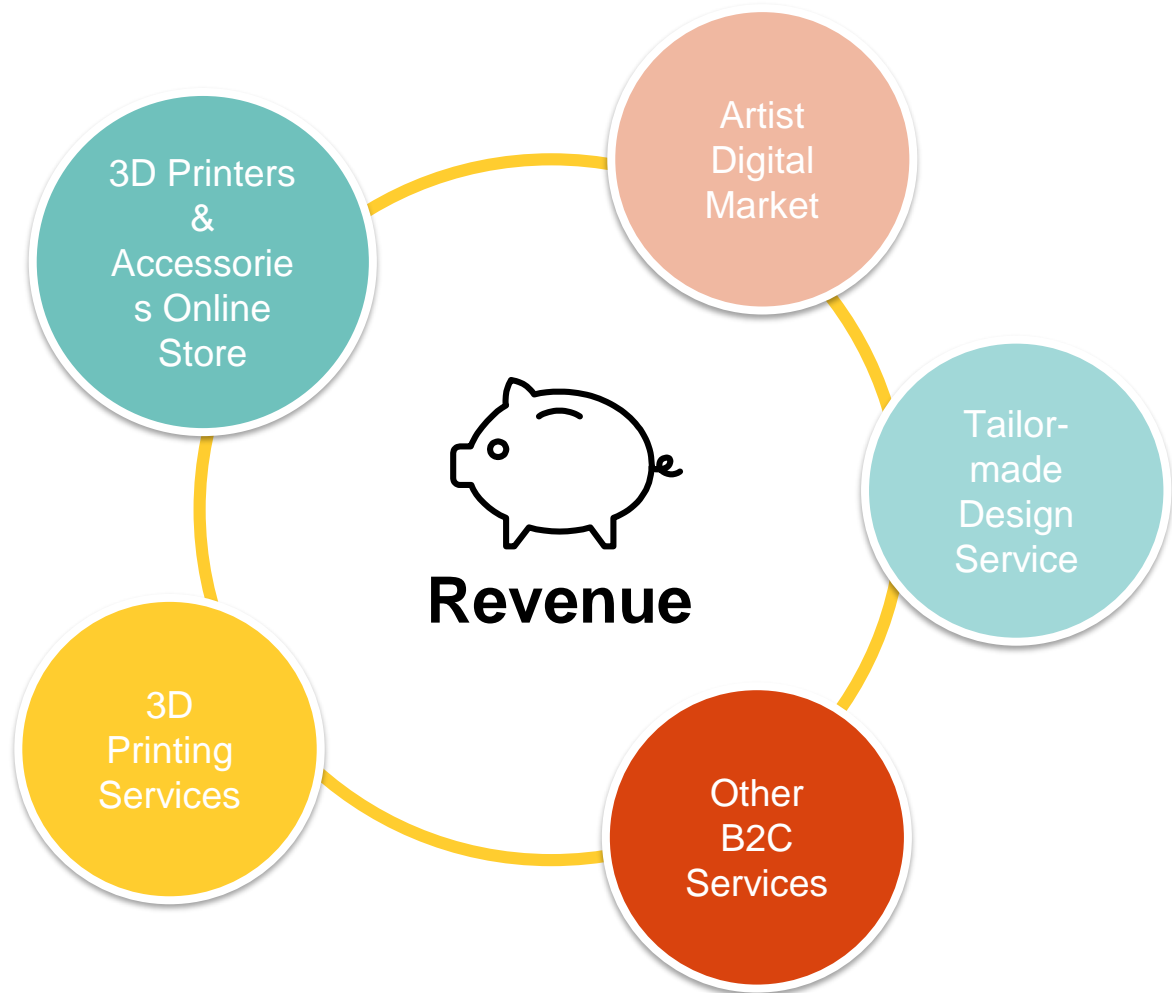 3D Printers
&
Accessorie
s Online
Store
Artist
Digital
Market
Tailor-
made
Design
Service
Revenue
3D
Printing
Services
Other
B2C
Services